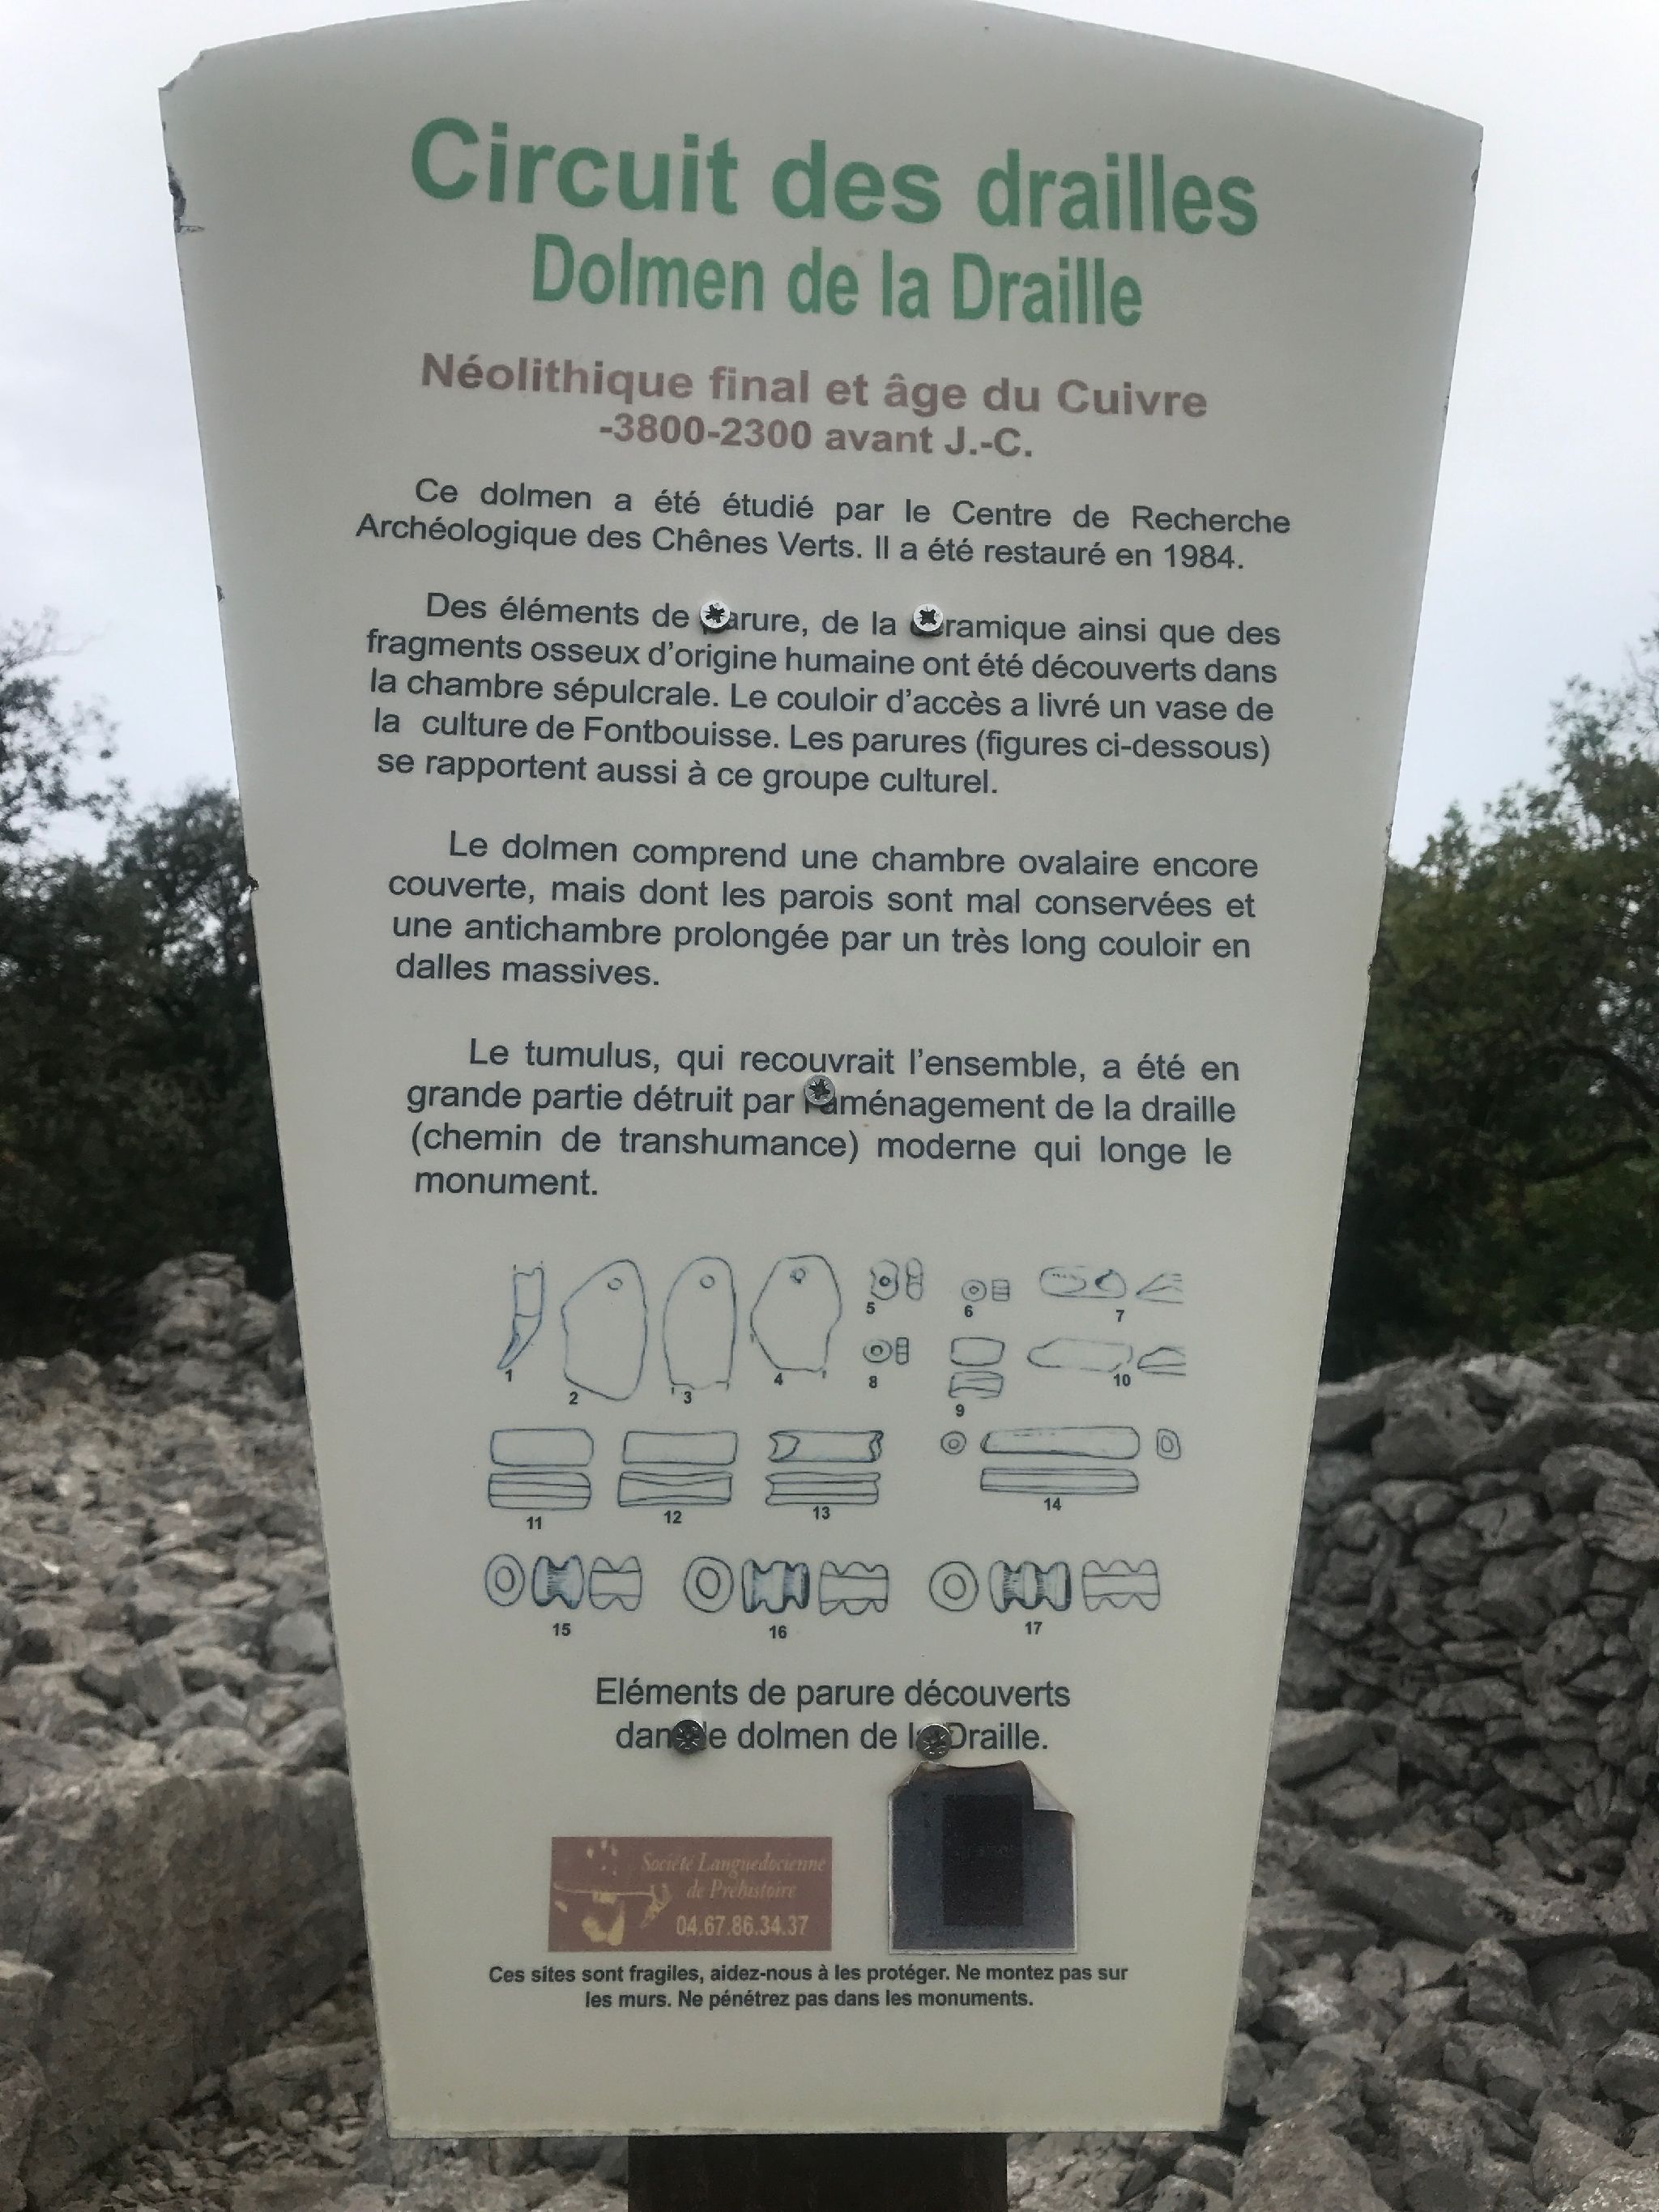 Circuit des drailles
Dolmen de la Draille
Néolithique final et âge du Cuivre
-3800-2300 avant J.-C.
Ce dolmen a été étudié par le Centre de Recherche
Archéologique des Chênes Verts. Il a été restauré en 1984.
Des éléments de parure, de la céramique ainsi que des
fragments osseux d'origine humaine ont été découverts dans
la chambre sépulcrale. Le couloir d'accès a livré un vase de
la culture de Fontbouisse. Les parures (figures ci-dessous)
se rapportent aussi à ce groupe culturel.
Le dolmen comprend une chambre ovalaire encore
couverte, mais dont les parois sont mal conservées et
une antichambre prolongée par un très long couloir en
dalles massives.
Le tumulus, qui recouvrait l'ensemble, a été en
grande partie détruit par l'aménagement de la draille
(chemin de transhumance) moderne qui longe le
monument.
1 2 3 4 5 6 7
8 9 10
11 12 13 14
15 16 17
Eléments de parure découverts
dans le dolmen de la Draille.
Société Languedocienne
de Préhistoire
04.67.86.34.37
Ces sites sont fragiles, aidez-nous à les protéger. Ne montez pas sur
les murs. Ne pénétrez pas dans les monuments.